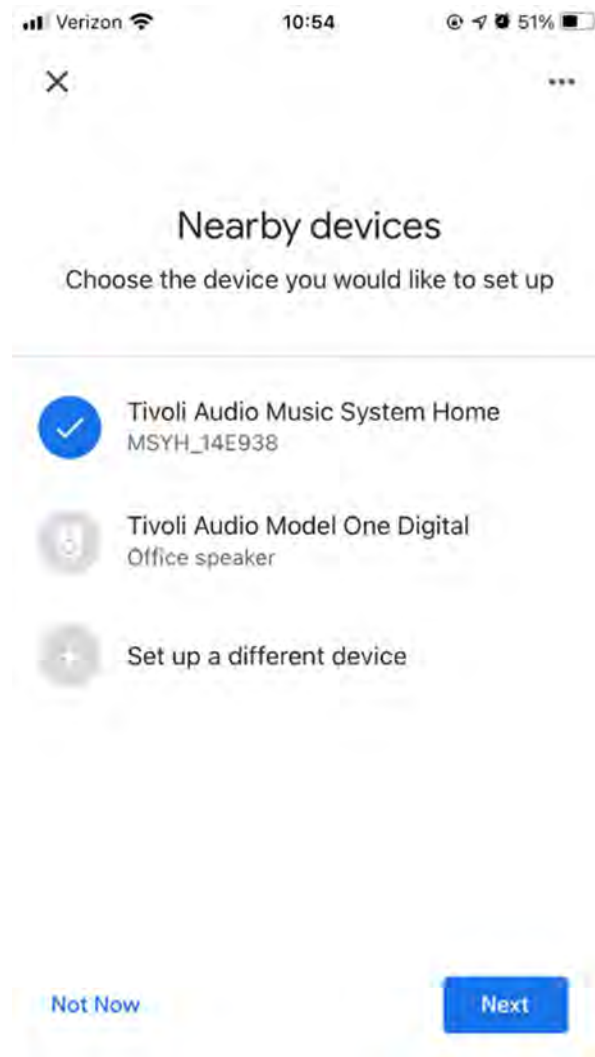 Verizon 10:54 51%
Nearby devices
Choose the device you would like to set up
Tivoli Audio Music System Home
MSYH_14E938
Tivoli Audio Model One Digital
Office speaker
Set up a different device
Not Now Next